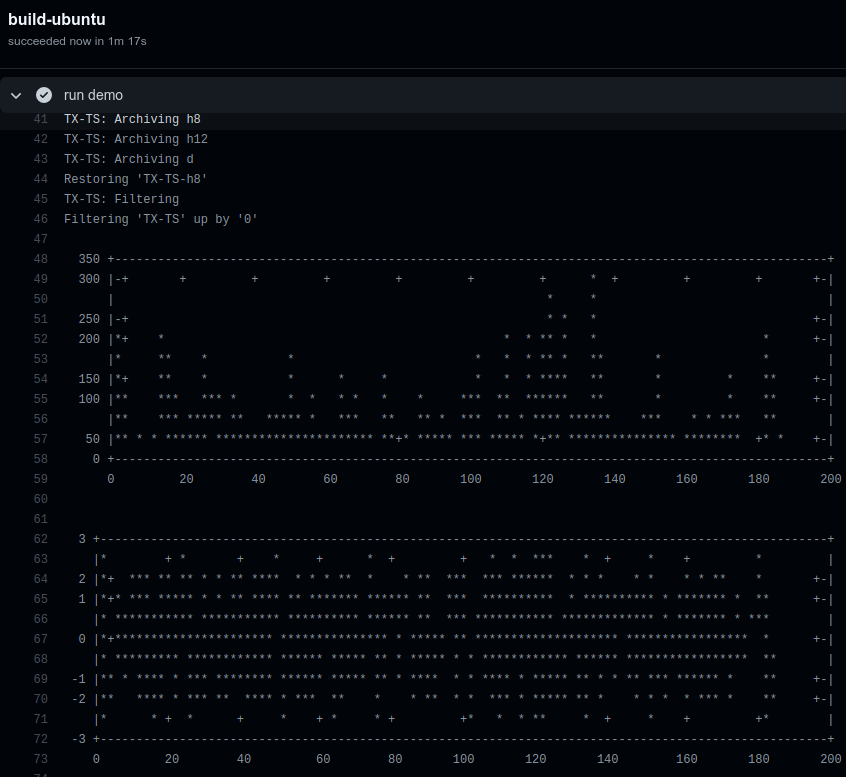 build-ubuntu
succeeded now in 1m 17s
run demo
41 TX-TS: Archiving h8
42 TX-TS: Archiving h12
43 TX-TS: Archiving d
44 Restoring 'TX-TS-h8'
45 TX-TS: Filtering
46 Filtering 'TX-TS' up by '0'
47
48 350 +----------------------------------------------------------------------------------------------------+
49 300 |-+ + + + + + + * + + + +-|
50 | * * |
51 250 |-+ * * * +-|
52 200 |*+ * * * ** * * * +-|
53 |* ** * * * * * ** * ** * * |
54 150 |*+ ** * * * * * * * ****** ** * * ** +-|
55 100 |** *** *** * * * * * * * *** ** ***** ** * * ** +-|
56 |** *** ***** ** ***** * *** ** ** * *** ** * **** ****** *** * * *** ** |
57 50 |** * * ****** ********************** **+* ***** *** ***** *+** *************** ******** +* * +-|
58 0 +----------------------------------------------------------------------------------------------------+
59 0 20 40 60 80 100 120 140 160 180 200
60
61
62 3 +-----------------------------------------------------------------------------------------------------+
63 |* + * + * + * + + * * *** * + * + * |
64 2 |*+ *** ** ** * * ** **** * * * ** * * ** *** *** ****** * * * * * * * ** * +-|
65 1 |*+* *** ***** * * ** ******** ******* ****** ** *** ********** * ********** * ******* * ** +-|
66 |* *********** ********** ****** *********** ****** ** *** ************************* * ******* * *** |
67 0 |*+********************** *************** * ***** ** ******************** ***************** * +-|
68 |* ********* *********** ****** ***** ** * ***** * * ******************** ***************** ** |
69 -1 |** * **** * *** ******** ****** ***** ** * **** * * **** * ***** ** * * ** *** ****** * ** +-|
70 -2 |** **** * *** ** **** * *** ** * * ** * * *** * ***** ** * * * * * *** * ** +-|
71 |* * + * + * + * * + +* * * ** * + * + +* |
72 -3 +-----------------------------------------------------------------------------------------------------+
73 0 20 40 60 80 100 120 140 160 180 200